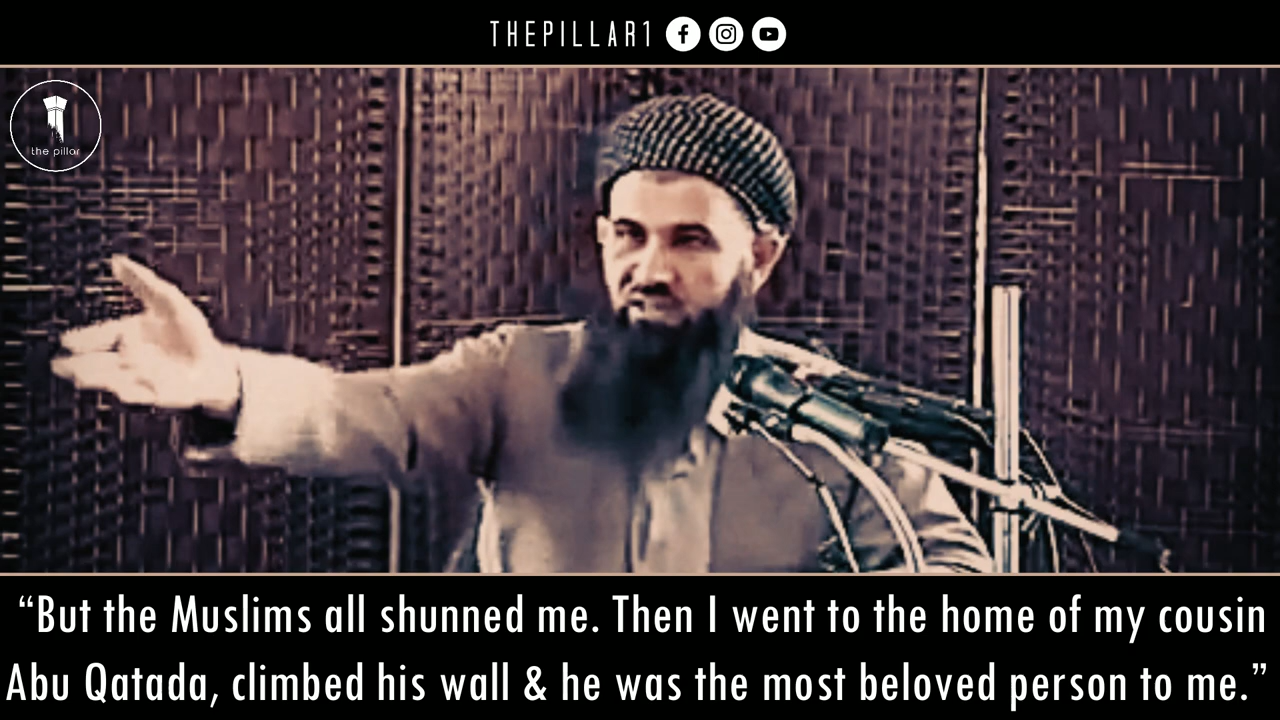 THEPILLAR1
the pillar
“But the Muslims all shunned me. Then I went to the home of my cousin
Abu Qatada, climbed his wall & he was the most beloved person to me.”